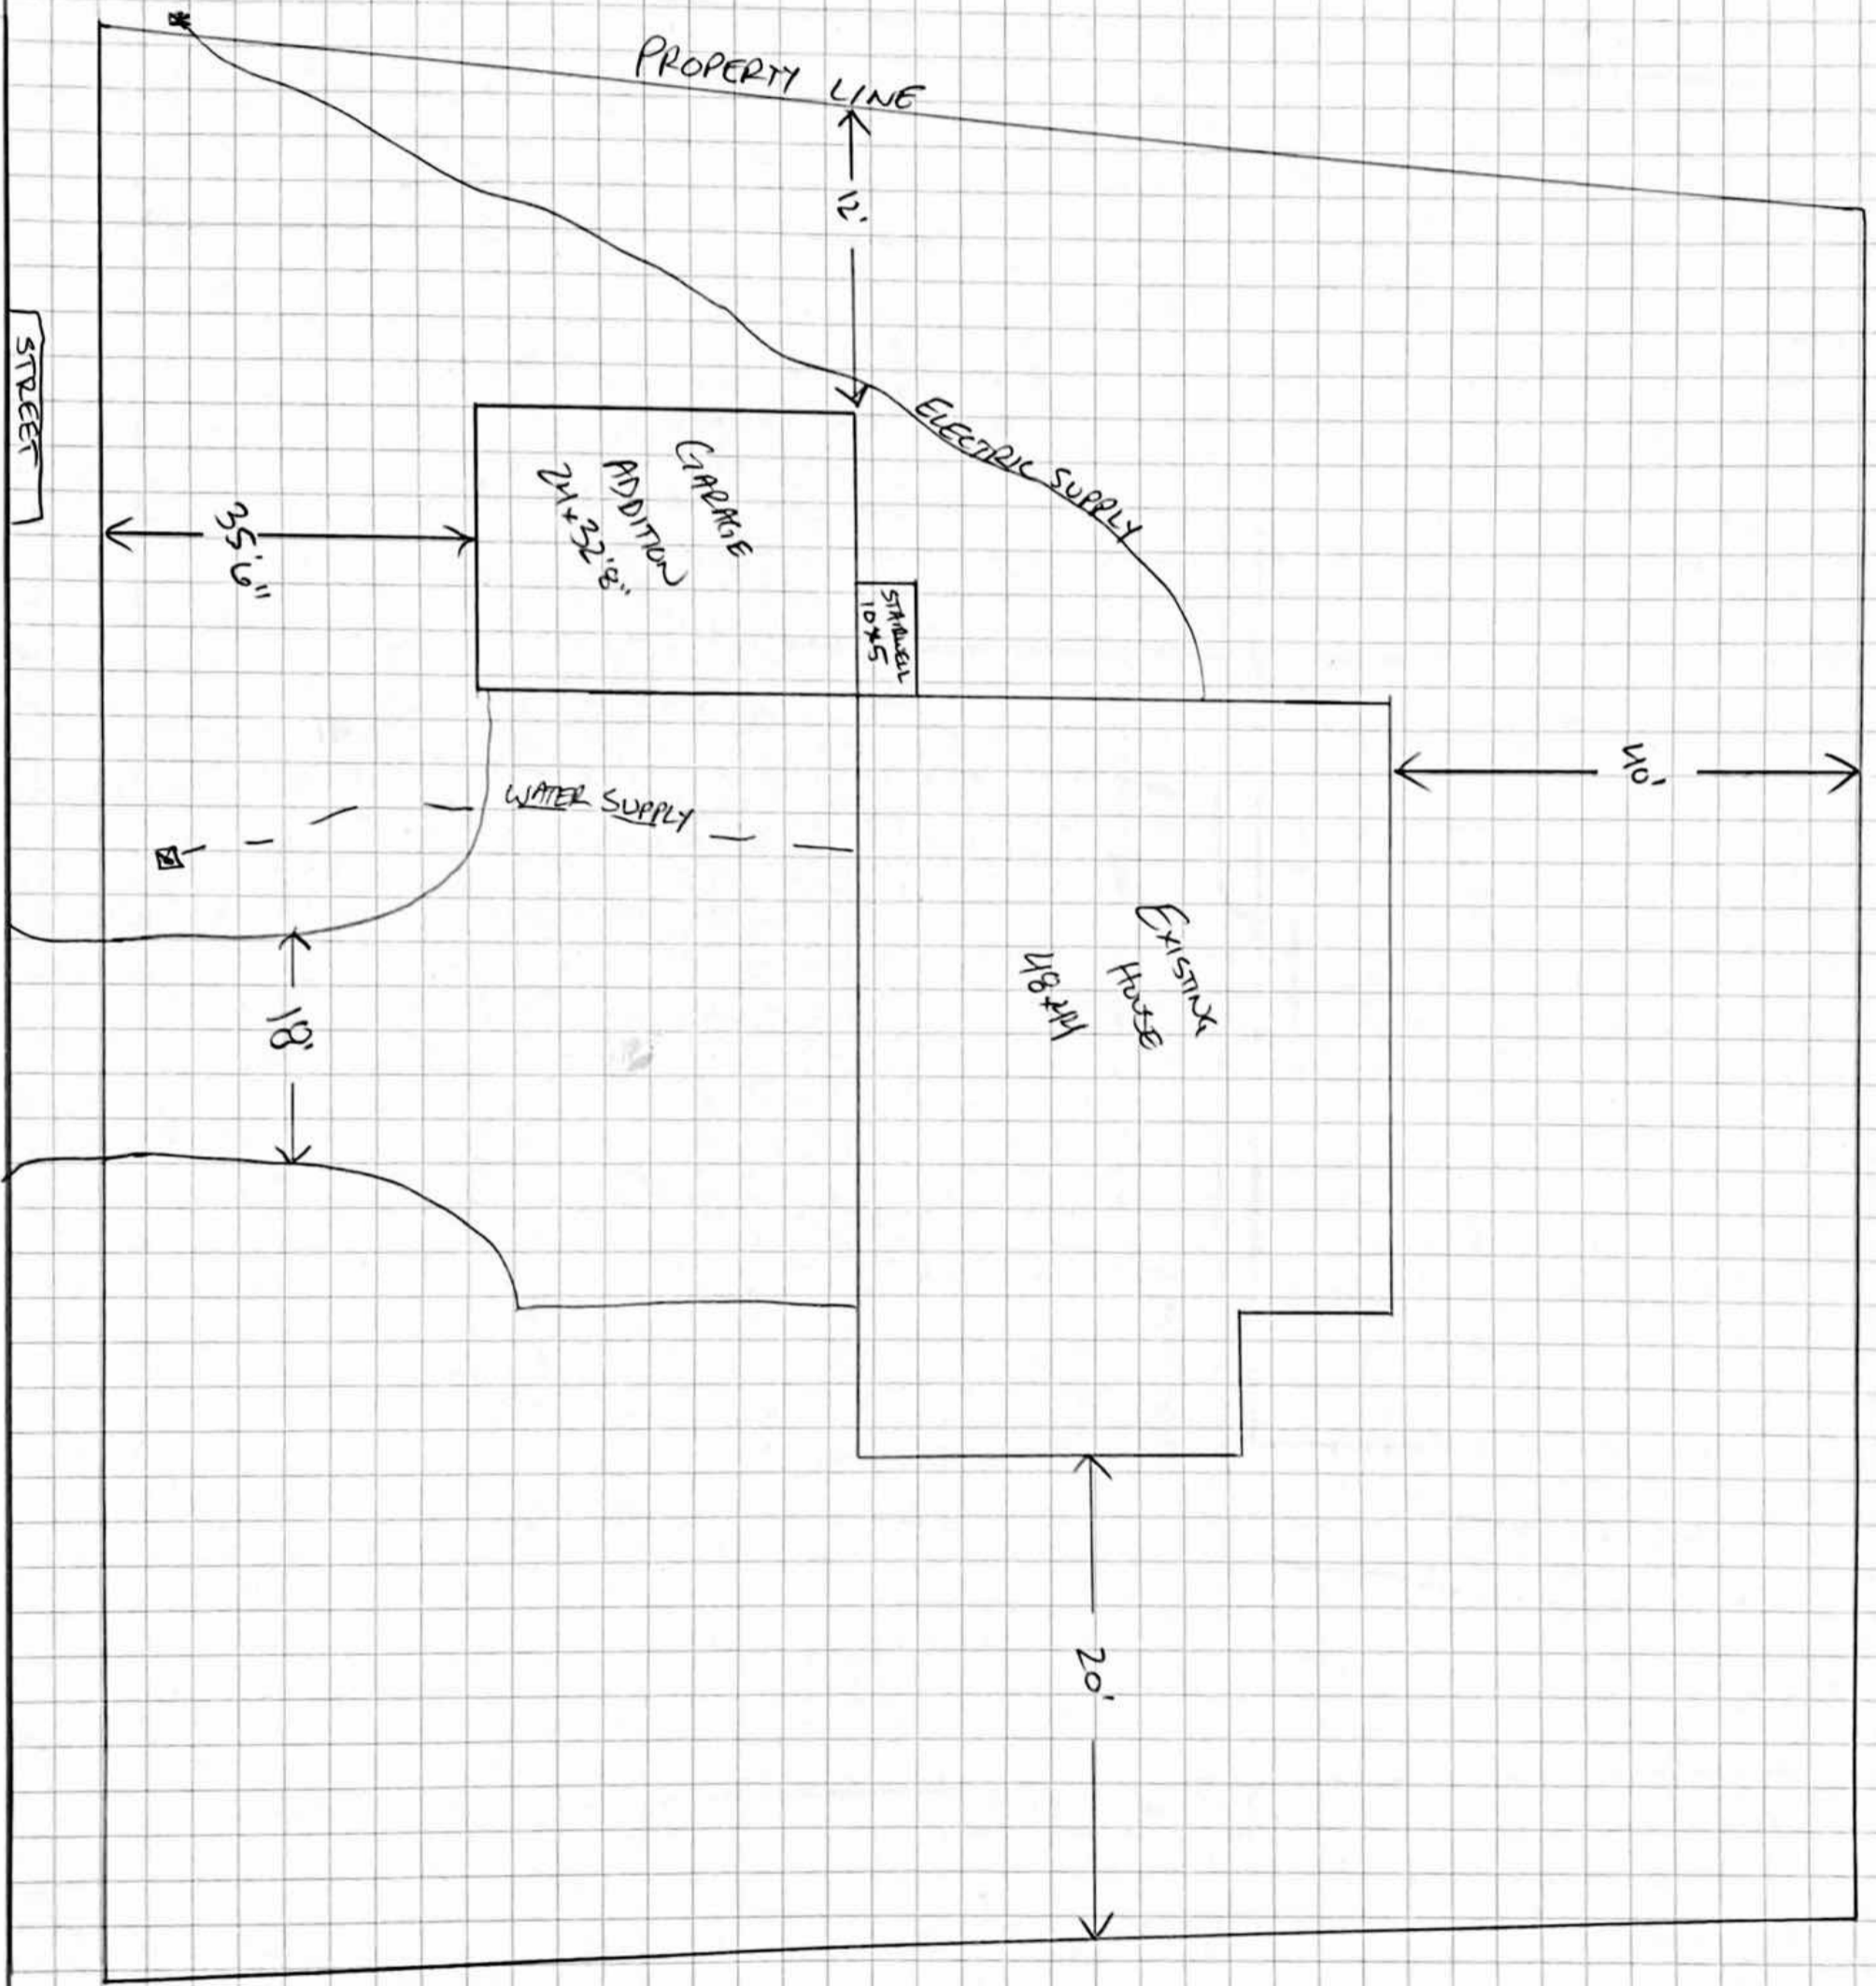 PROPERTY LINE
12'
STREET
35'6"
GARAGE
ADDITION
24x32'8"
ELECTRIC SUPPLY
STAIRWELL
10x5
40'
WATER SUPPLY
18'
EXISTING
HOUSE
48x44
20'